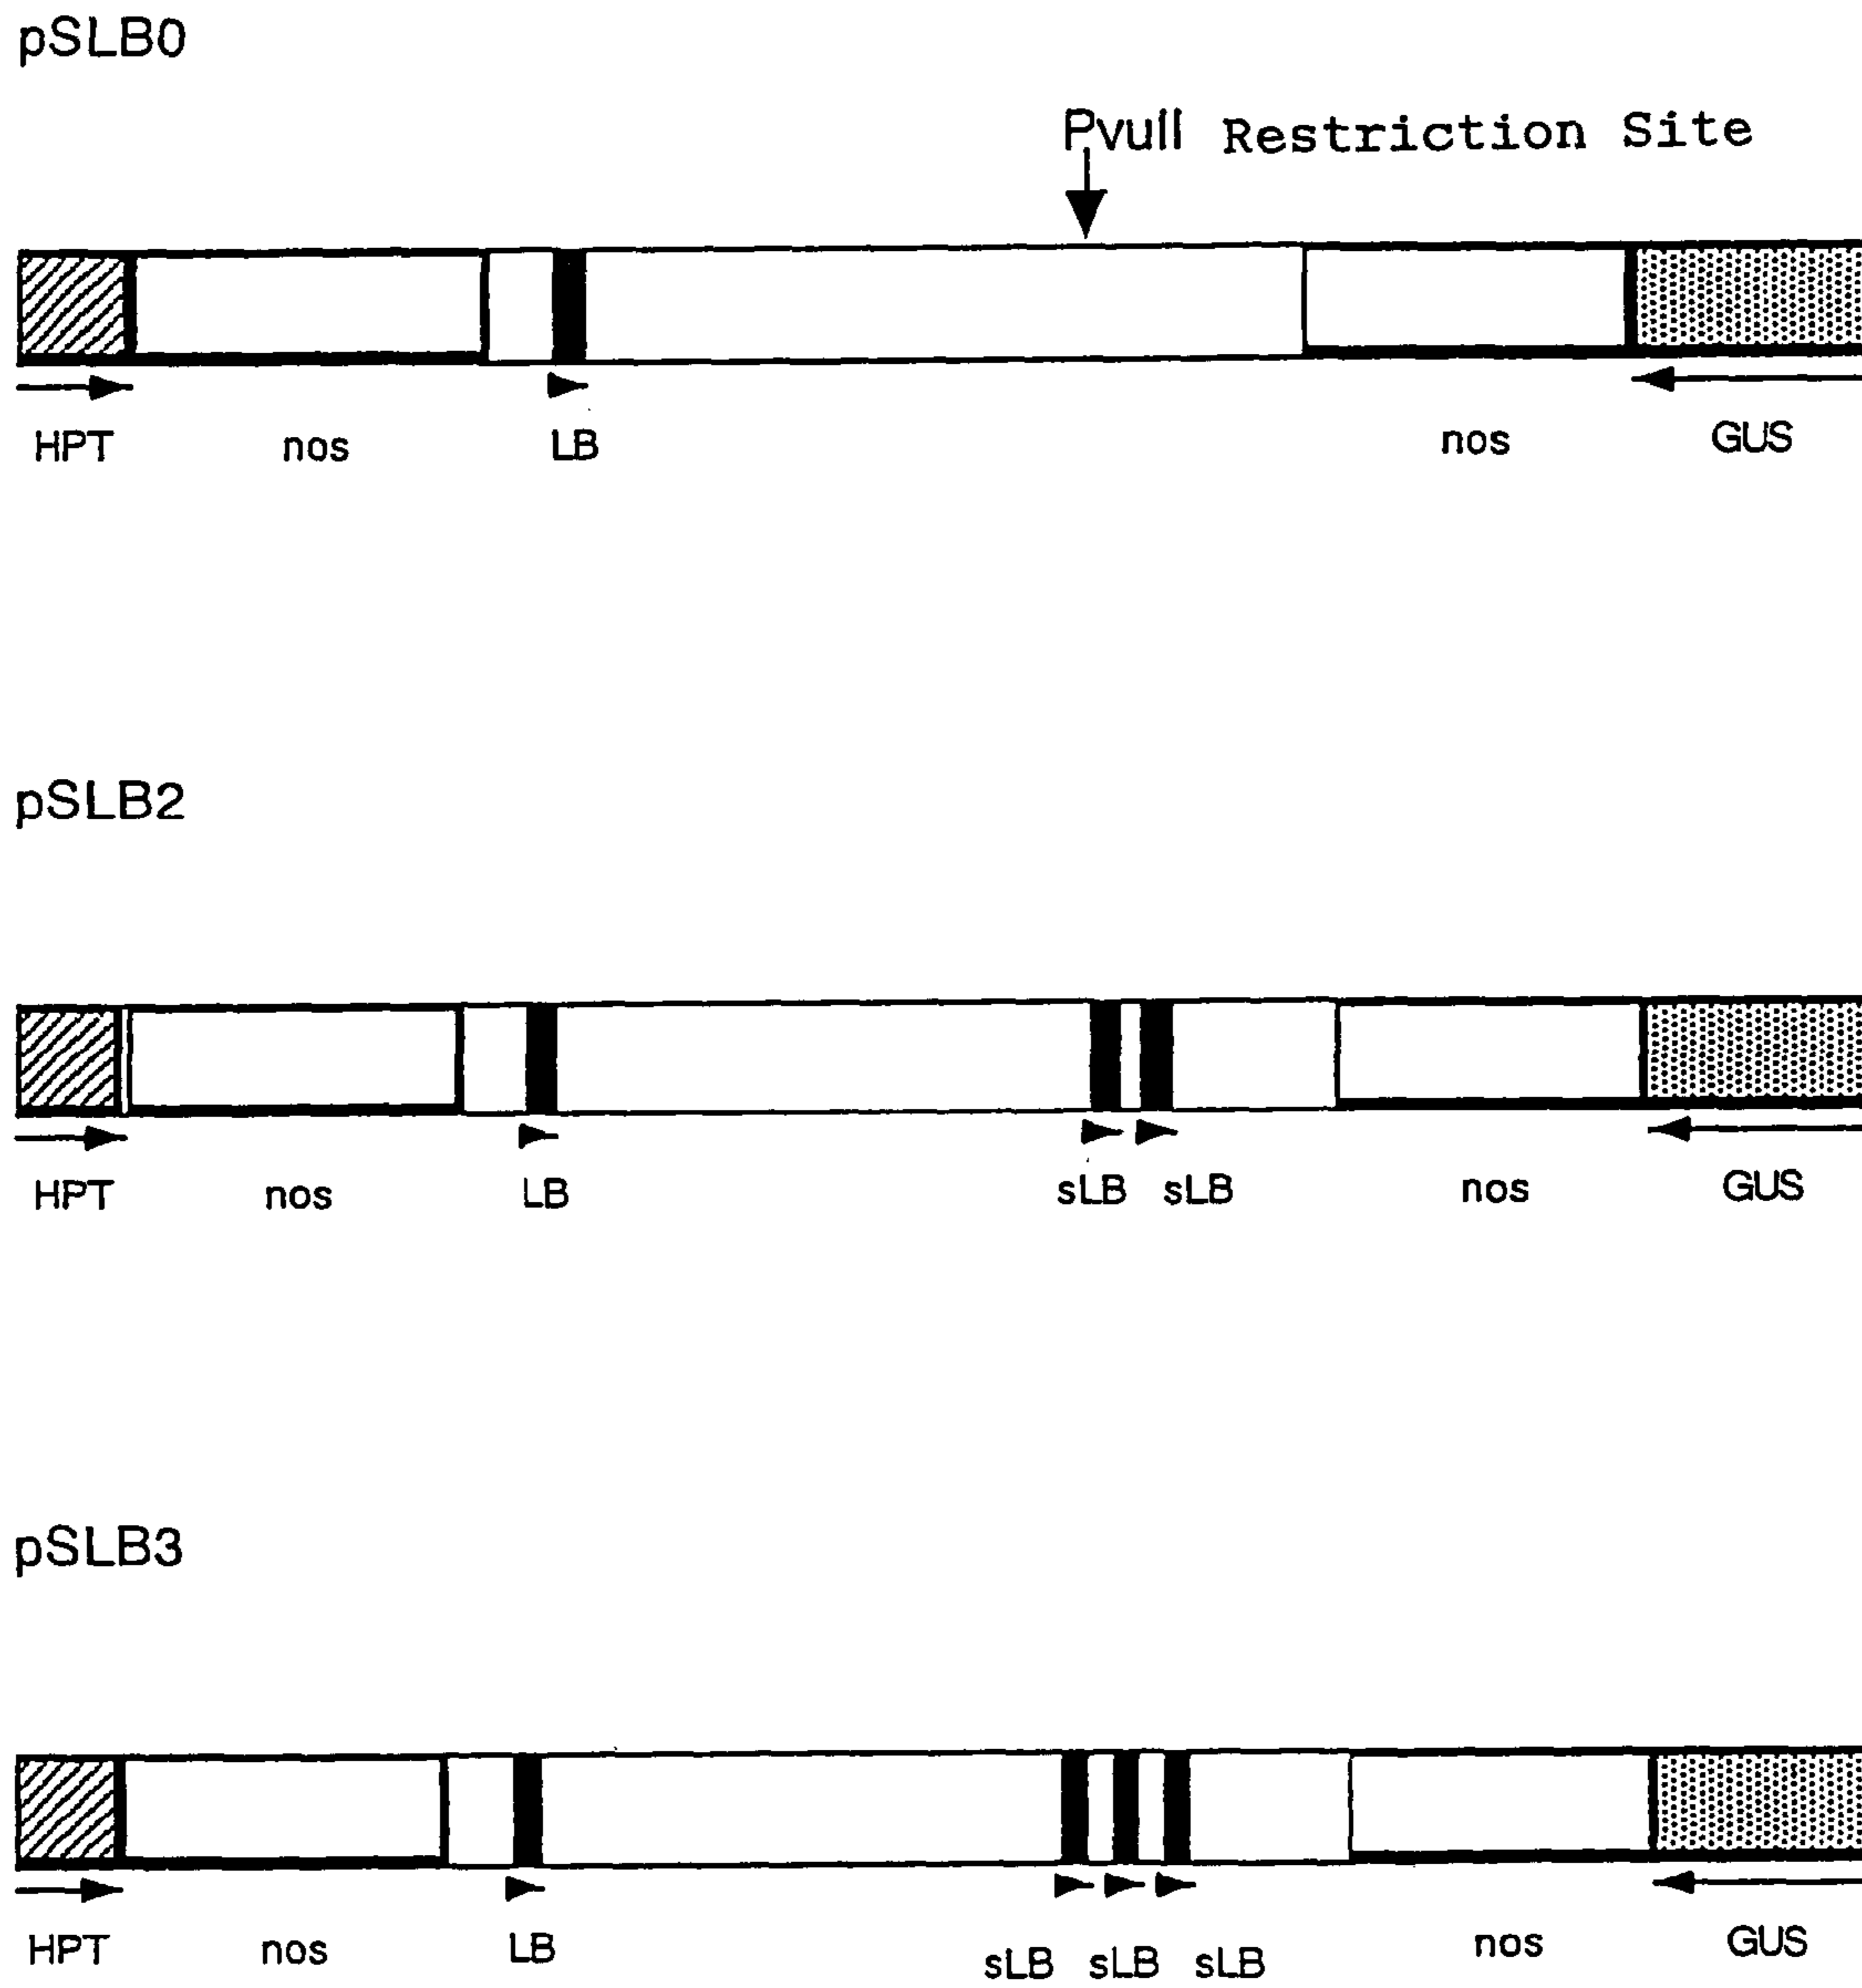 pSLB0
PvuII Restriction Site
HPT nos LB nos GUS
pSLB2
HPT nos LB sLB sLB nos GUS
pSLB3
HPT nos LB sLB sLB sLB nos GUS